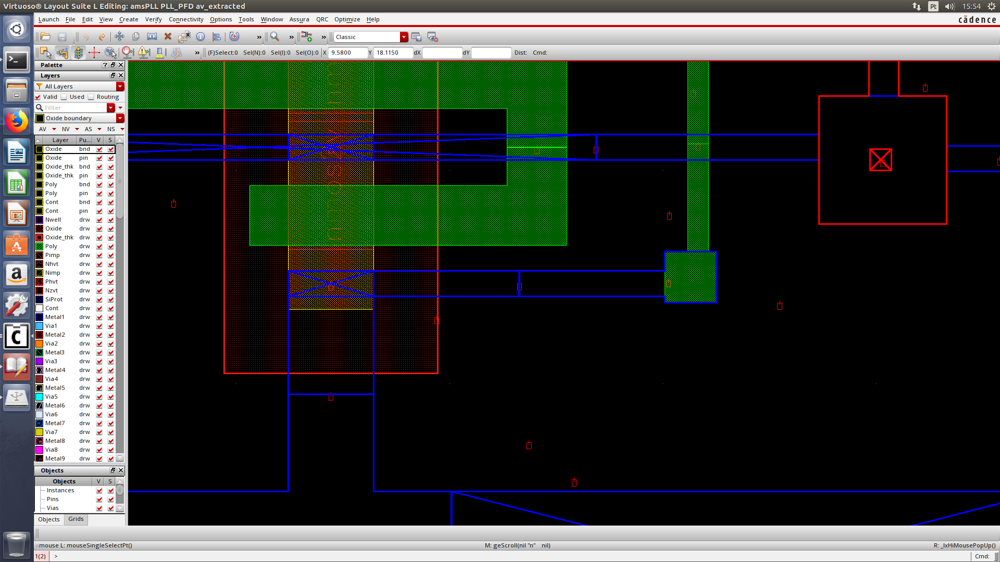 Virtuoso® Layout Suite L Editing: amsPLL PLL_PFD av_extracted
Pt
15:54
Launch File Edit View Create Verify Connectivity Options Tools Window Assura QRC Optimize Help
cādence
» » » Classic
» (F)Select:0 Sel(N):0 Sel(I):0 Sel(O):0 X 9.5800 Y 18.1150 dX dY Dist: Cmd:
Palette
Layers
All Layers
Valid Used Routing
Filter
Oxide boundary
AV NV AS NS
Layer Pu... V S
Oxide bnd
Oxide pin
Oxide_thk bnd
Oxide_thk pin
Poly bnd
Poly pin
Cont bnd
Cont pin
Nwell drw
Oxide drw
Oxide_thk drw
Poly drw
Pimp drw
Nhvt drw
Nimp drw
Phvt drw
Nzvt drw
SiProt drw
Cont drw
Metal1 drw
Via1 drw
Metal2 drw
Via2 drw
Metal3 drw
Via3 drw
Metal4 drw
Via4 drw
Metal5 drw
Via5 drw
Metal6 drw
Via6 drw
Metal7 drw
Via7 drw
Metal8 drw
Via8 drw
Metal9 drw
Objects
Objects V S
Instances
Pins
Vias
Objects Grids
mouse L: mouseSingleSelectPt() M: geScroll(nil "n" nil) R: _lxHiMousePopUp()
1(2) > Cmd: